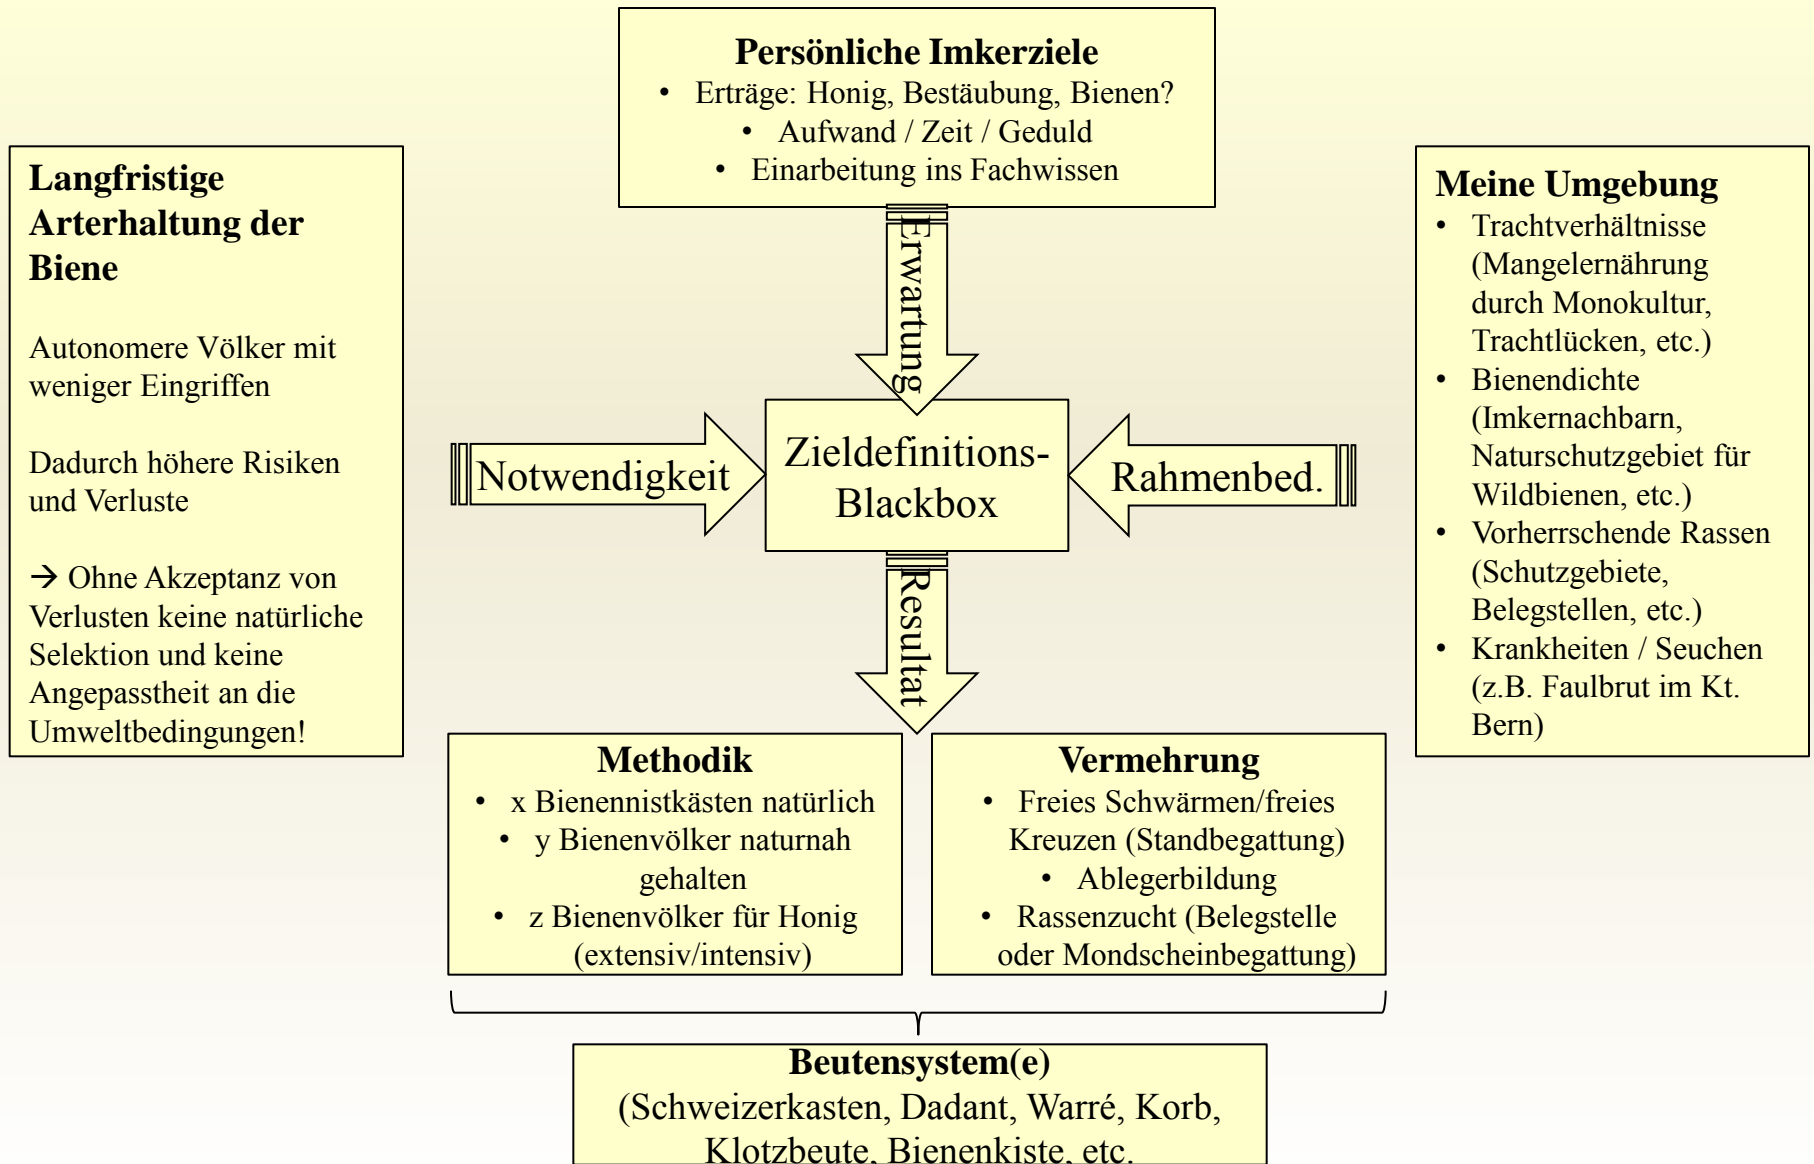 Persönliche Imkerziele
• Erträge: Honig, Bestäubung, Bienen?
• Aufwand / Zeit / Geduld
• Einarbeitung ins Fachwissen
Langfristige
Arterhaltung der
Biene
Autonomere Völker mit
weniger Eingriffen
Dadurch höhere Risiken
und Verluste
→ Ohne Akzeptanz von
Verlusten keine natürliche
Selektion und keine
Angepasstheit an die
Umweltbedingungen!
Erwartung
Notwendigkeit
Zieldefinitions-
Blackbox
Rahmenbed.
Resultat
Meine Umgebung
• Trachtverhältnisse
(Mangelernährung
durch Monokultur,
Trachtlücken, etc.)
• Bienendichte
(Imkernachbarn,
Naturschutzgebiet für
Wildbienen, etc.)
• Vorherrschende Rassen
(Schutzgebiete,
Belegstellen, etc.)
• Krankheiten / Seuchen
(z.B. Faulbrut im Kt.
Bern)
Methodik
• x Bienennistkästen natürlich
• y Bienenvölker naturnah
gehalten
• z Bienenvölker für Honig
(extensiv/intensiv)
Vermehrung
• Freies Schwärmen/freies
Kreuzen (Standbegattung)
• Ablegerbildung
• Rassenzucht (Belegstelle
oder Mondscheinbegattung)
Beutensystem(e)
(Schweizerkasten, Dadant, Warré, Korb,
Klotzbeute, Bienenkiste, etc.